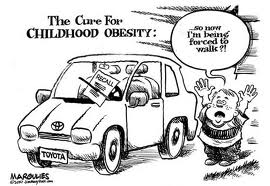 The Cure For
CHILDHOOD OBESITY:
...so now
I'm being
forced to
walk?!
RECALL
TOYOTA
MARGULIES